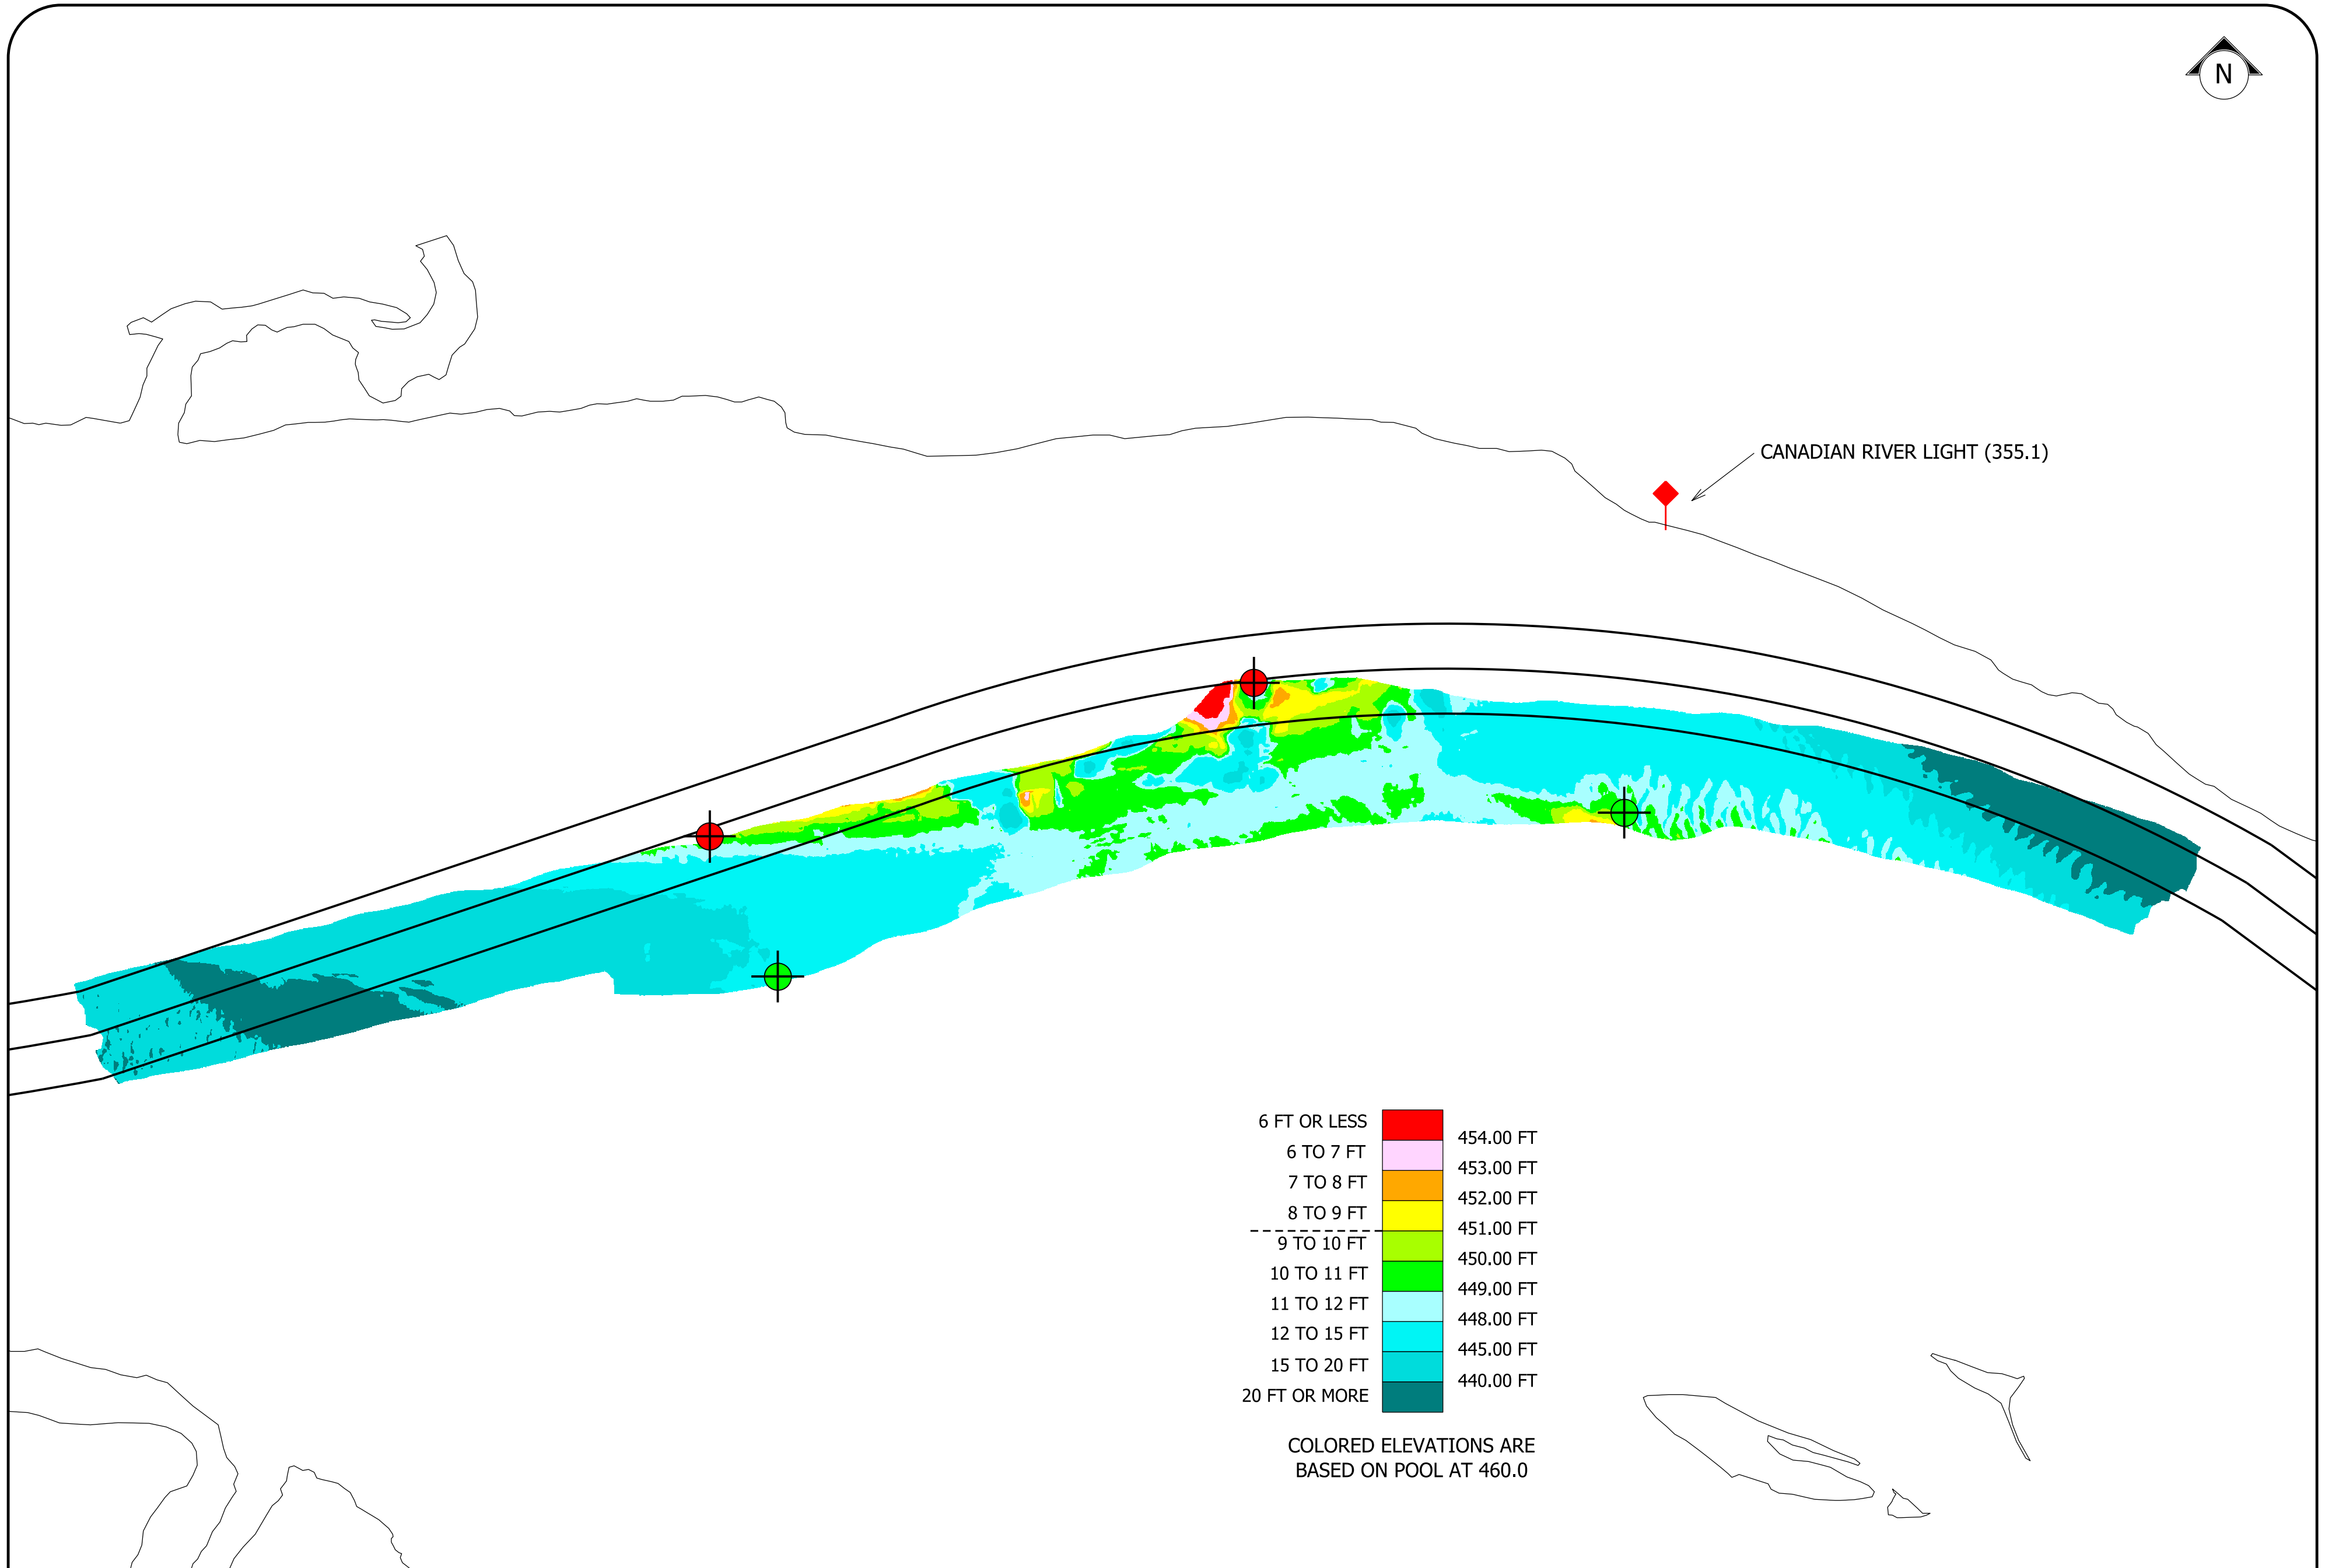 N
CANADIAN RIVER LIGHT (355.1)
6 FT OR LESS
454.00 FT
6 TO 7 FT
453.00 FT
7 TO 8 FT
452.00 FT
8 TO 9 FT
451.00 FT
9 TO 10 FT
450.00 FT
10 TO 11 FT
449.00 FT
11 TO 12 FT
448.00 FT
12 TO 15 FT
445.00 FT
15 TO 20 FT
440.00 FT
20 FT OR MORE
COLORED ELEVATIONS ARE
BASED ON POOL AT 460.0